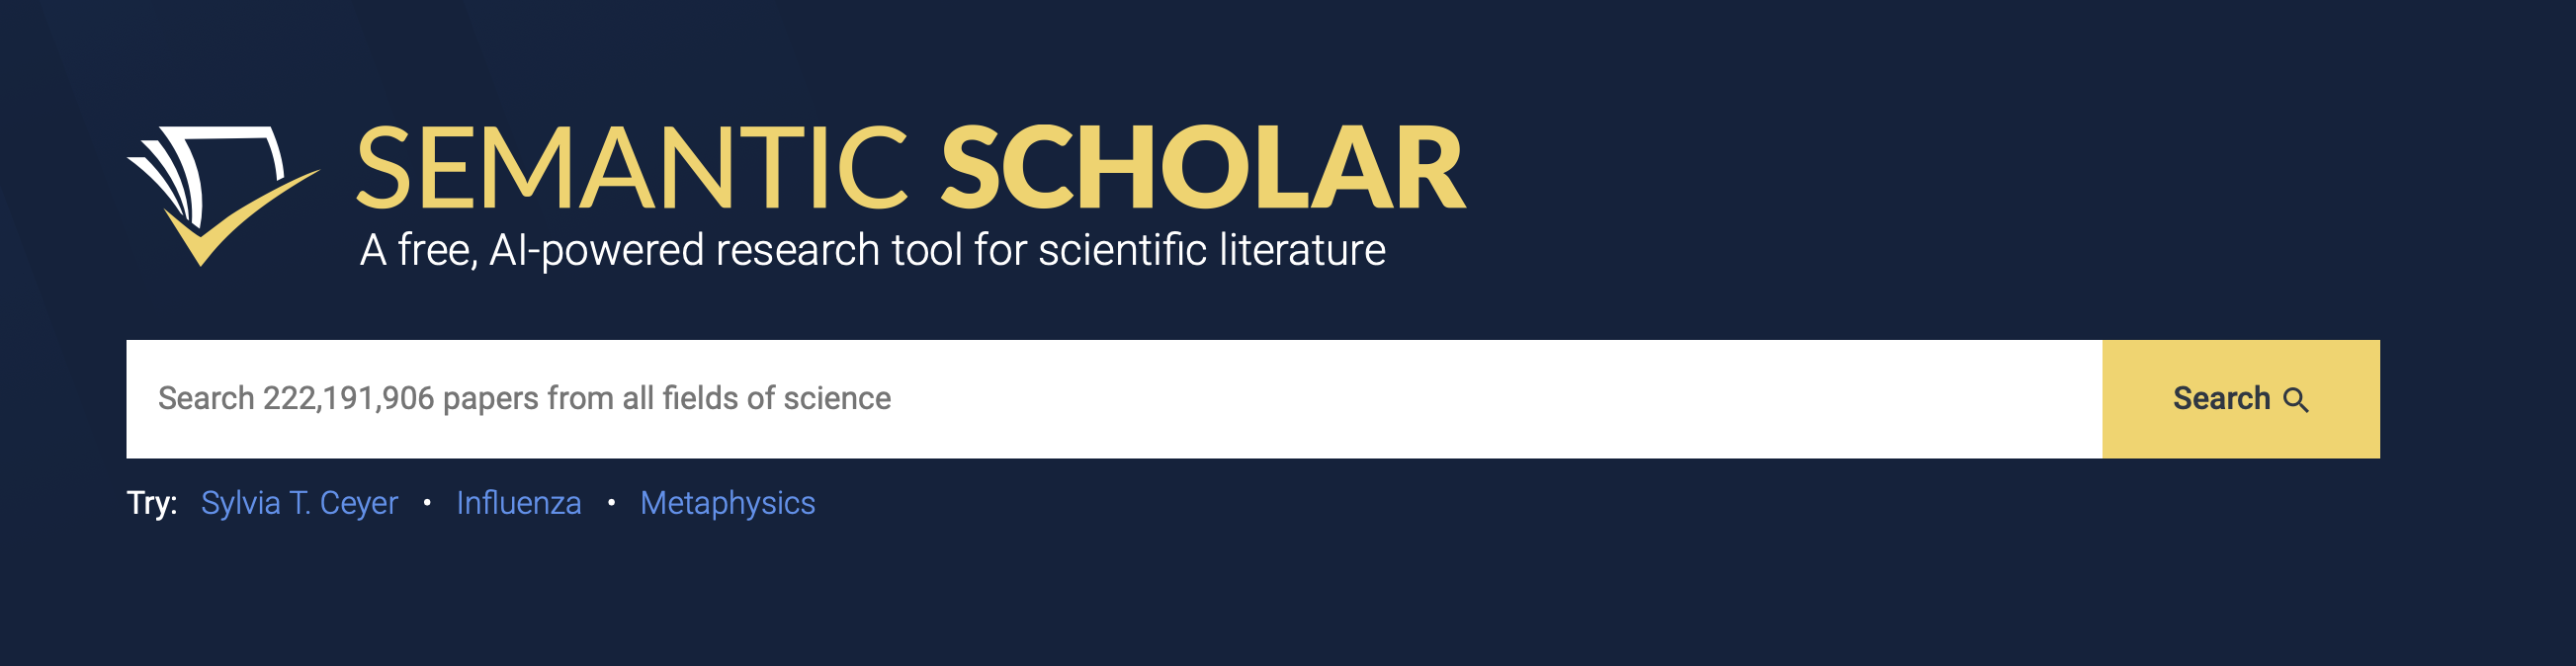 SEMANTIC SCHOLAR
A free, AI-powered research tool for scientific literature
Search 222,191,906 papers from all fields of science
Search
Try: Sylvia T. Ceyer • Influenza • Metaphysics